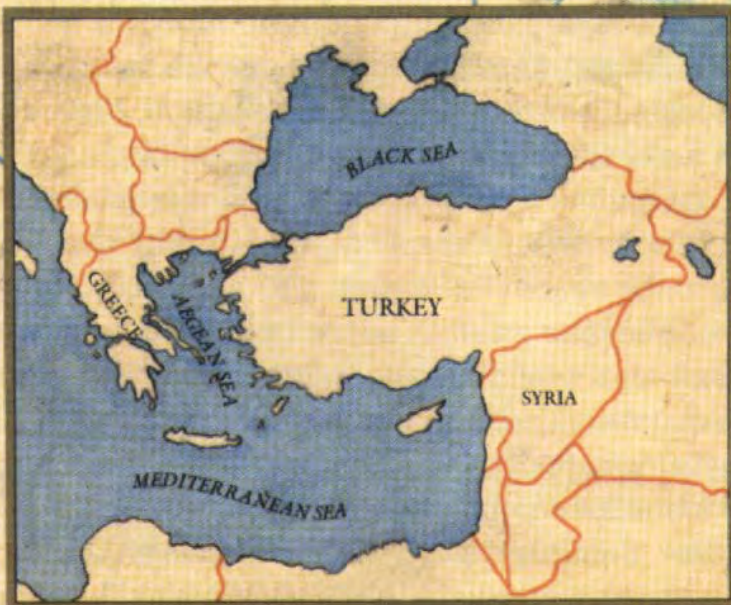 BLACK SEA
GREECE
AEGEAN SEA
TURKEY
SYRIA
MEDITERRANEAN SEA